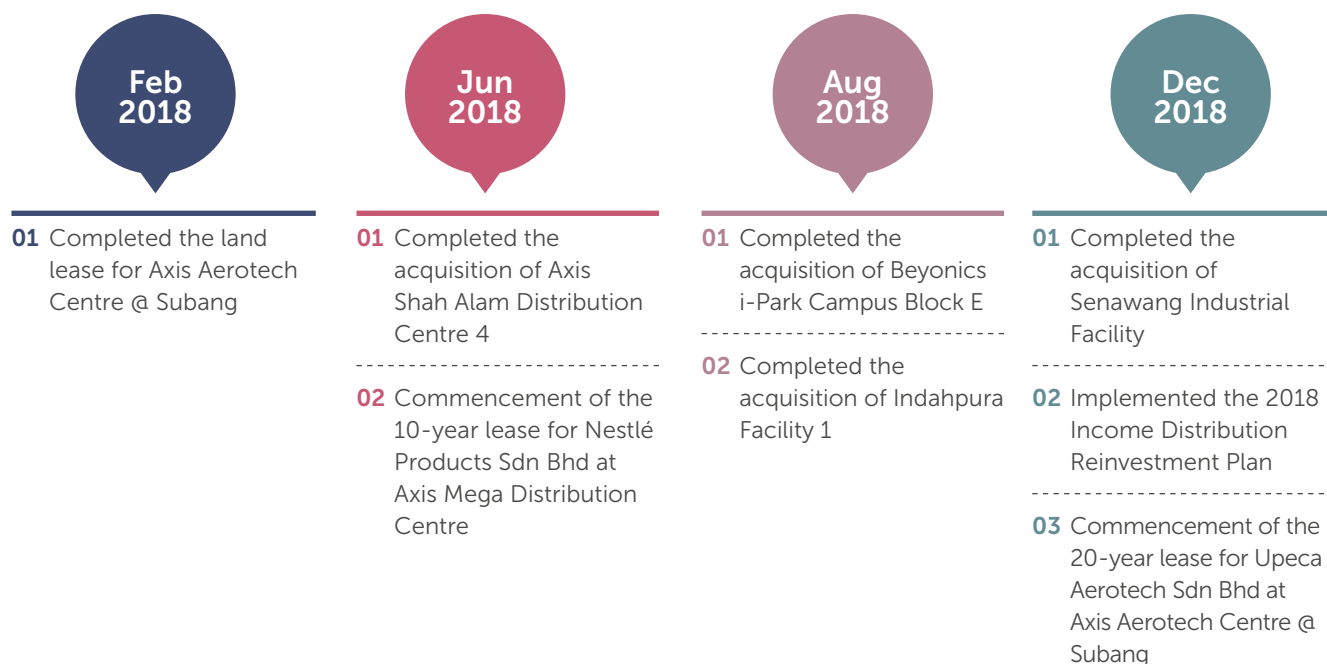 Feb
2018
01 Completed the land
lease for Axis Aerotech
Centre @ Subang
Jun
2018
01 Completed the
acquisition of Axis
Shah Alam Distribution
Centre 4
02 Commencement of the
10-year lease for Nestlé
Products Sdn Bhd at
Axis Mega Distribution
Centre
Aug
2018
01 Completed the
acquisition of Beyonics
i-Park Campus Block E
02 Completed the
acquisition of Indahpura
Facility 1
Dec
2018
01 Completed the
acquisition of
Senawang Industrial
Facility
02 Implemented the 2018
Income Distribution
Reinvestment Plan
03 Commencement of the
20-year lease for Upeca
Aerotech Sdn Bhd at
Axis Aerotech Centre @
Subang